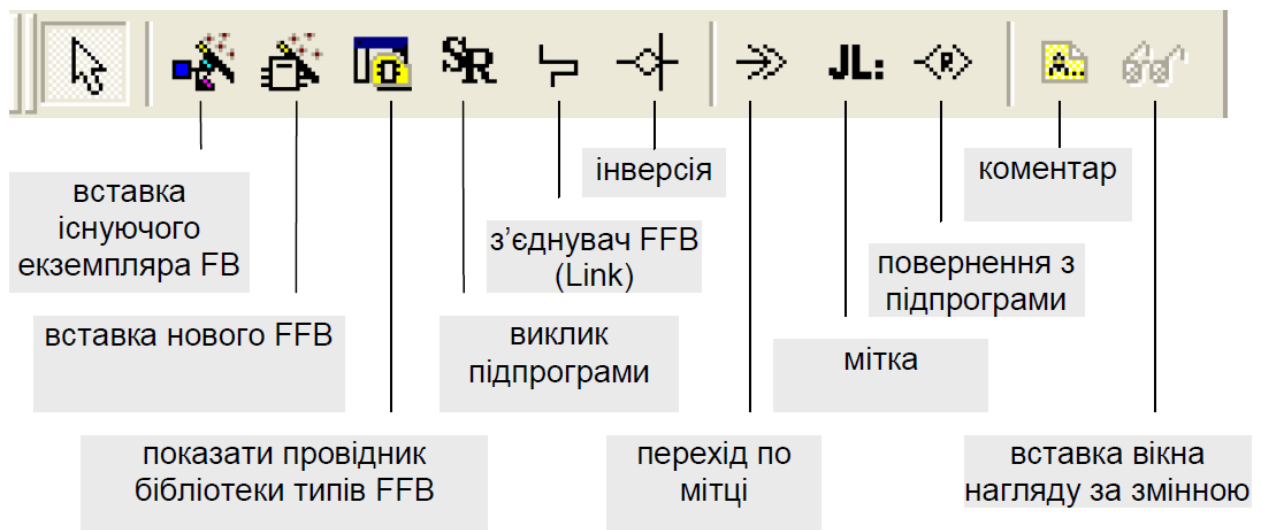 SR
JL:
R
A..
інверсія
коментар
вставка
існуючого
екземпляра FB
з’єднувач FFB
(Link)
повернення з
підпрограми
вставка нового FFB
виклик
підпрограми
мітка
показати провідник
бібліотеки типів FFB
перехід по
мітці
вставка вікна
нагляду за змінною